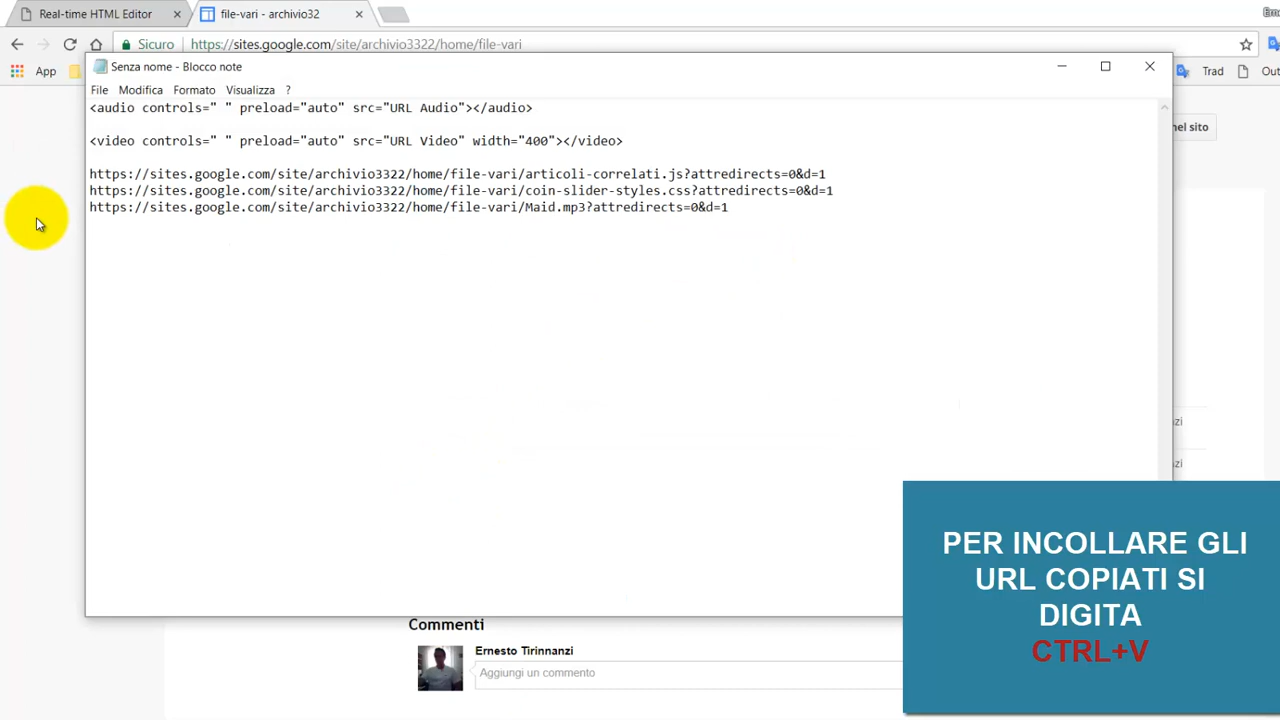 Real-time HTML Editor
file-vari - archivio32
Sicuro
https://sites.google.com/site/archivio3322/home/file-vari
App
Trad
Out
Senza nome - Blocco note
File Modifica Formato Visualizza ?
<audio controls=" " preload="auto" src="URL Audio"></audio>
<video controls=" " preload="auto" src="URL Video" width="400"></video>
https://sites.google.com/site/archivio3322/home/file-vari/articoli-correlati.js?attredirects=0&d=1
https://sites.google.com/site/archivio3322/home/file-vari/coin-slider-styles.css?attredirects=0&d=1
https://sites.google.com/site/archivio3322/home/file-vari/Maid.mp3?attredirects=0&d=1
nel sito
zi
zi
PER INCOLLARE GLI
URL COPIATI SI
DIGITA
CTRL+V
Commenti
Ernesto Tirinnanzi
Aggiungi un commento